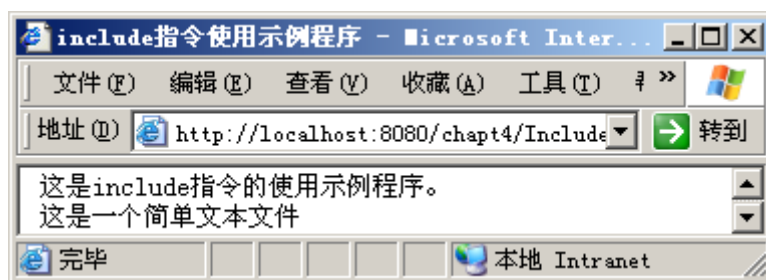 include指令使用示例程序 - Microsoft Inter...
文件(F) 编辑(E) 查看(V) 收藏(A) 工具(T) »
地址(D) http://localhost:8080/chapt4/Include 转到
这是include指令的使用示例程序。
这是一个简单文本文件
完毕 本地 Intranet